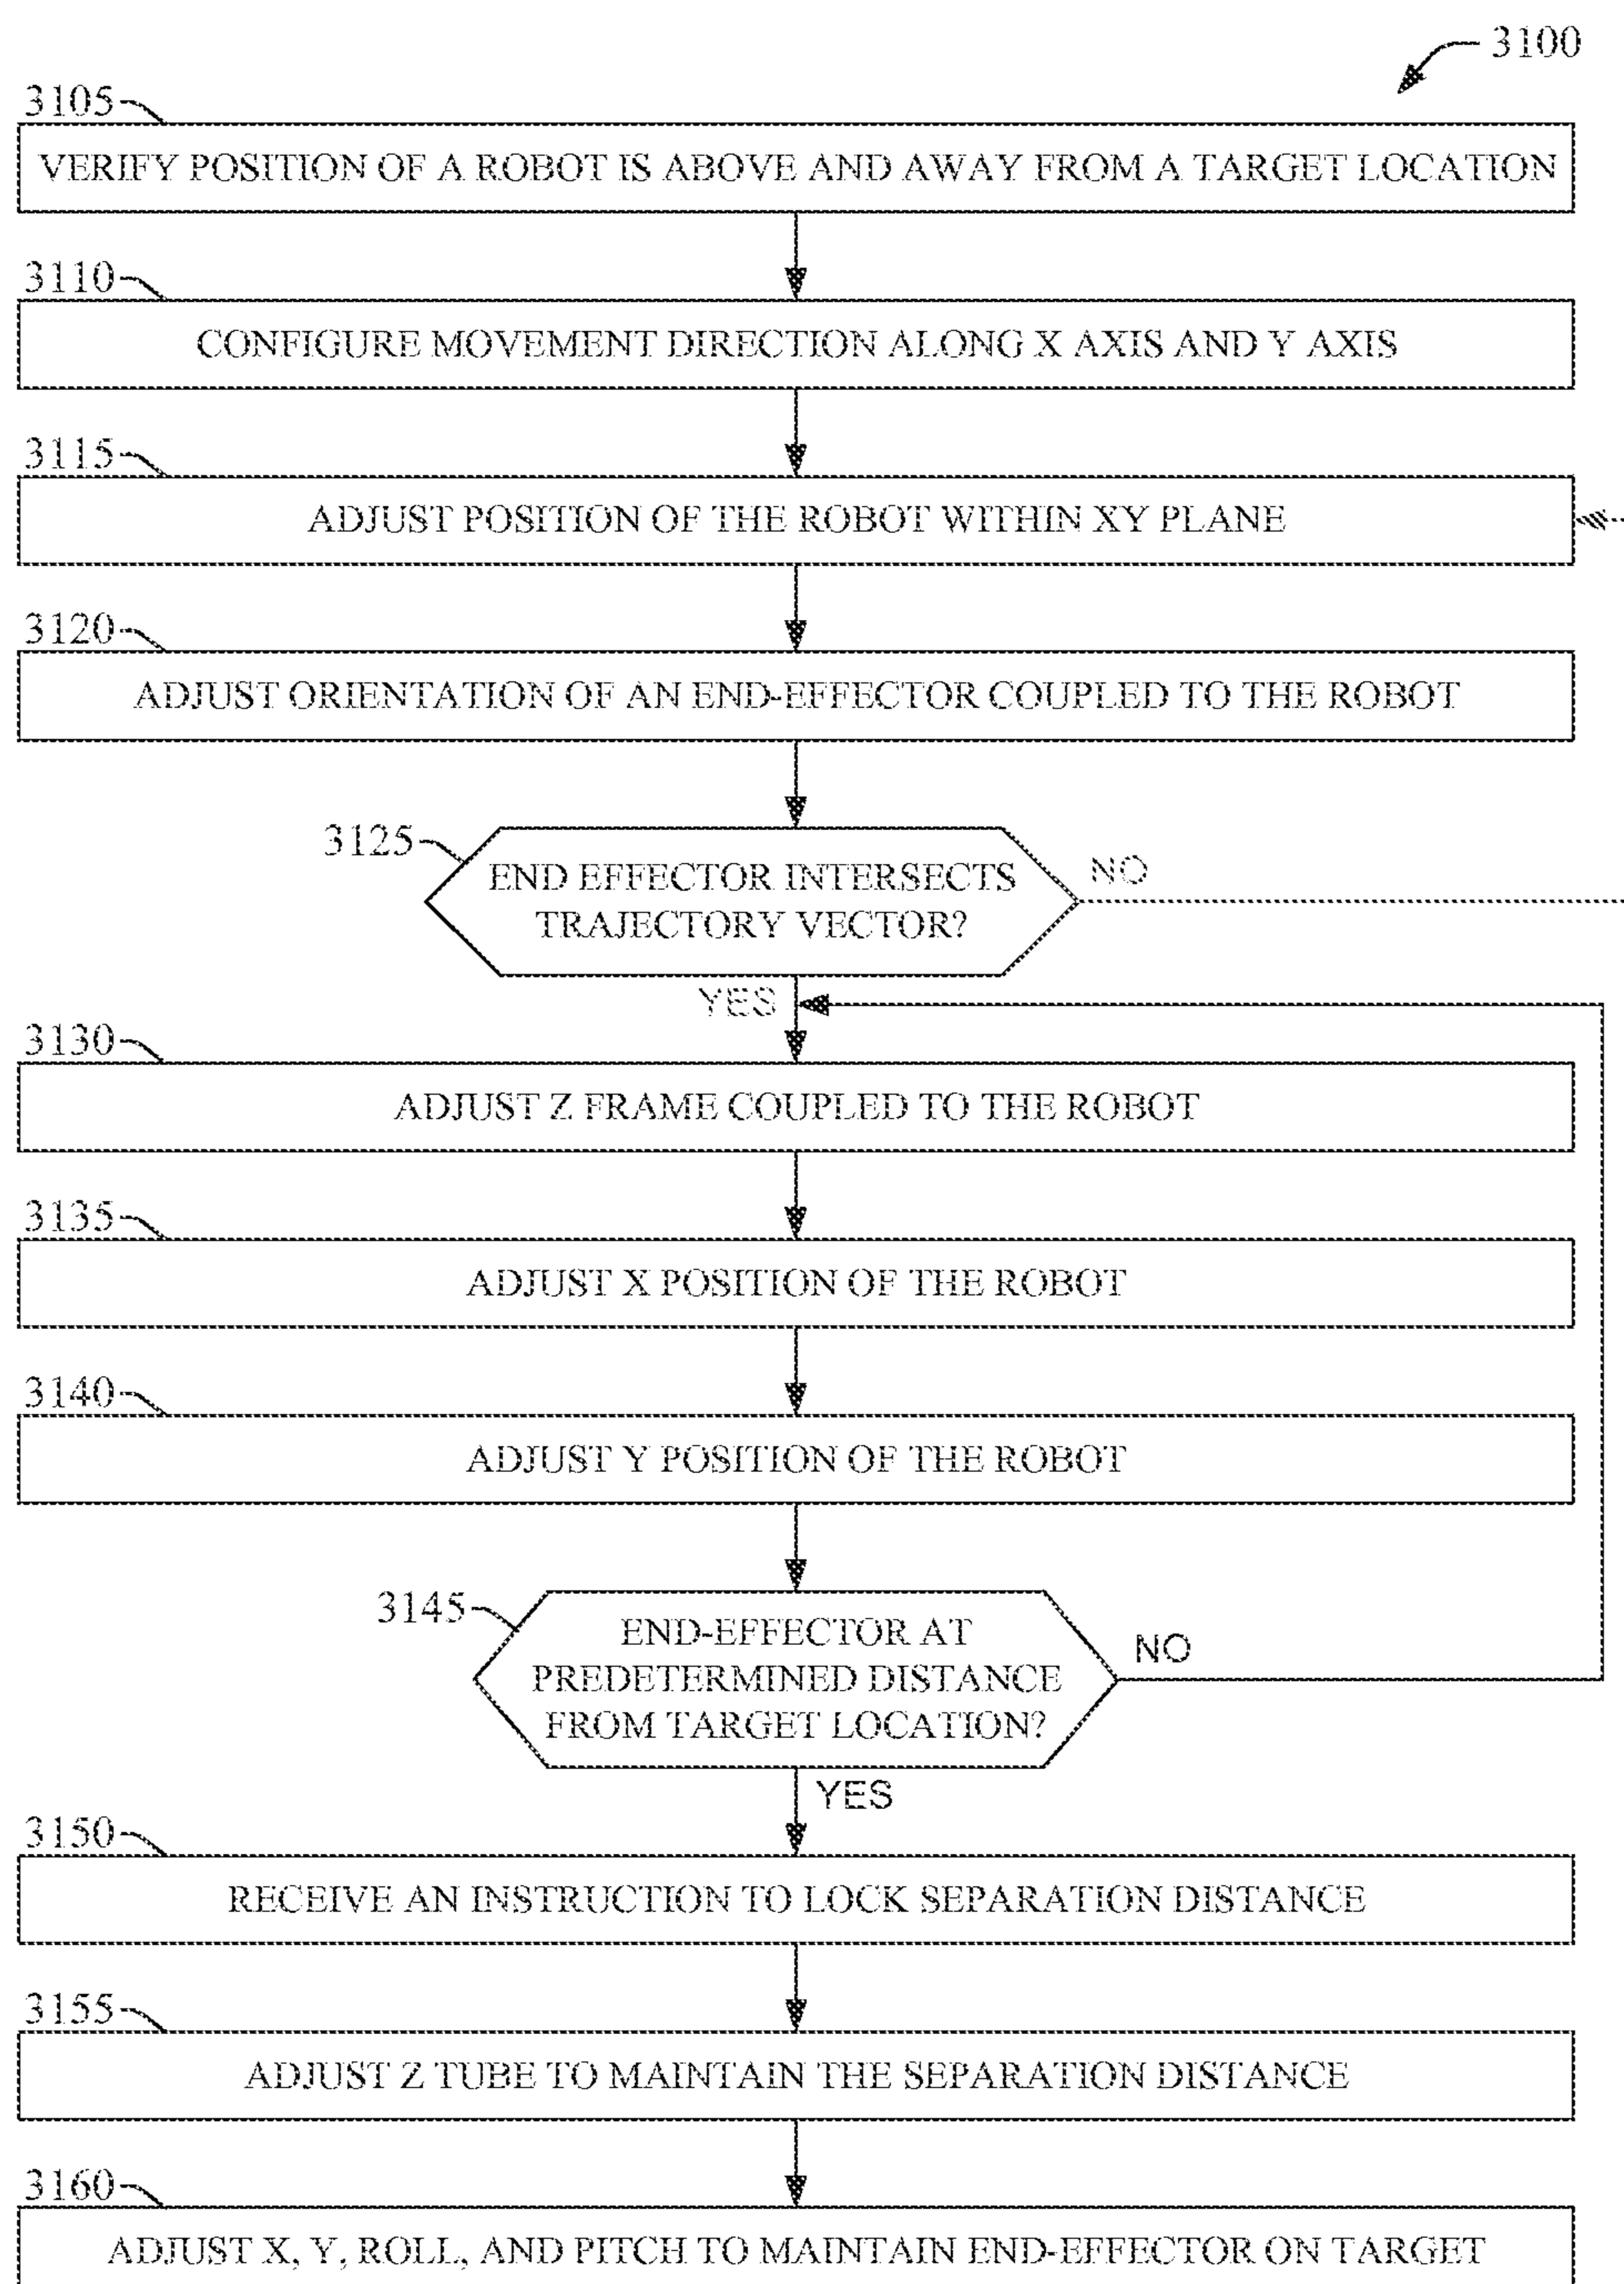 3100
3105
VERIFY POSITION OF A ROBOT IS ABOVE AND AWAY FROM A TARGET LOCATION
3110
CONFIGURE MOVEMENT DIRECTION ALONG X AXIS AND Y AXIS
3115
ADJUST POSITION OF THE ROBOT WITHIN XY PLANE
3120
ADJUST ORIENTATION OF AN END-EFFECTOR COUPLED TO THE ROBOT
3125
END EFFECTOR INTERSECTS
TRAJECTORY VECTOR?
NO
YES
3130
ADJUST Z FRAME COUPLED TO THE ROBOT
3135
ADJUST X POSITION OF THE ROBOT
3140
ADJUST Y POSITION OF THE ROBOT
3145
END-EFFECTOR AT
PREDETERMINED DISTANCE
FROM TARGET LOCATION?
NO
YES
3150
RECEIVE AN INSTRUCTION TO LOCK SEPARATION DISTANCE
3155
ADJUST Z TUBE TO MAINTAIN THE SEPARATION DISTANCE
3160
ADJUST X, Y, ROLL, AND PITCH TO MAINTAIN END-EFFECTOR ON TARGET